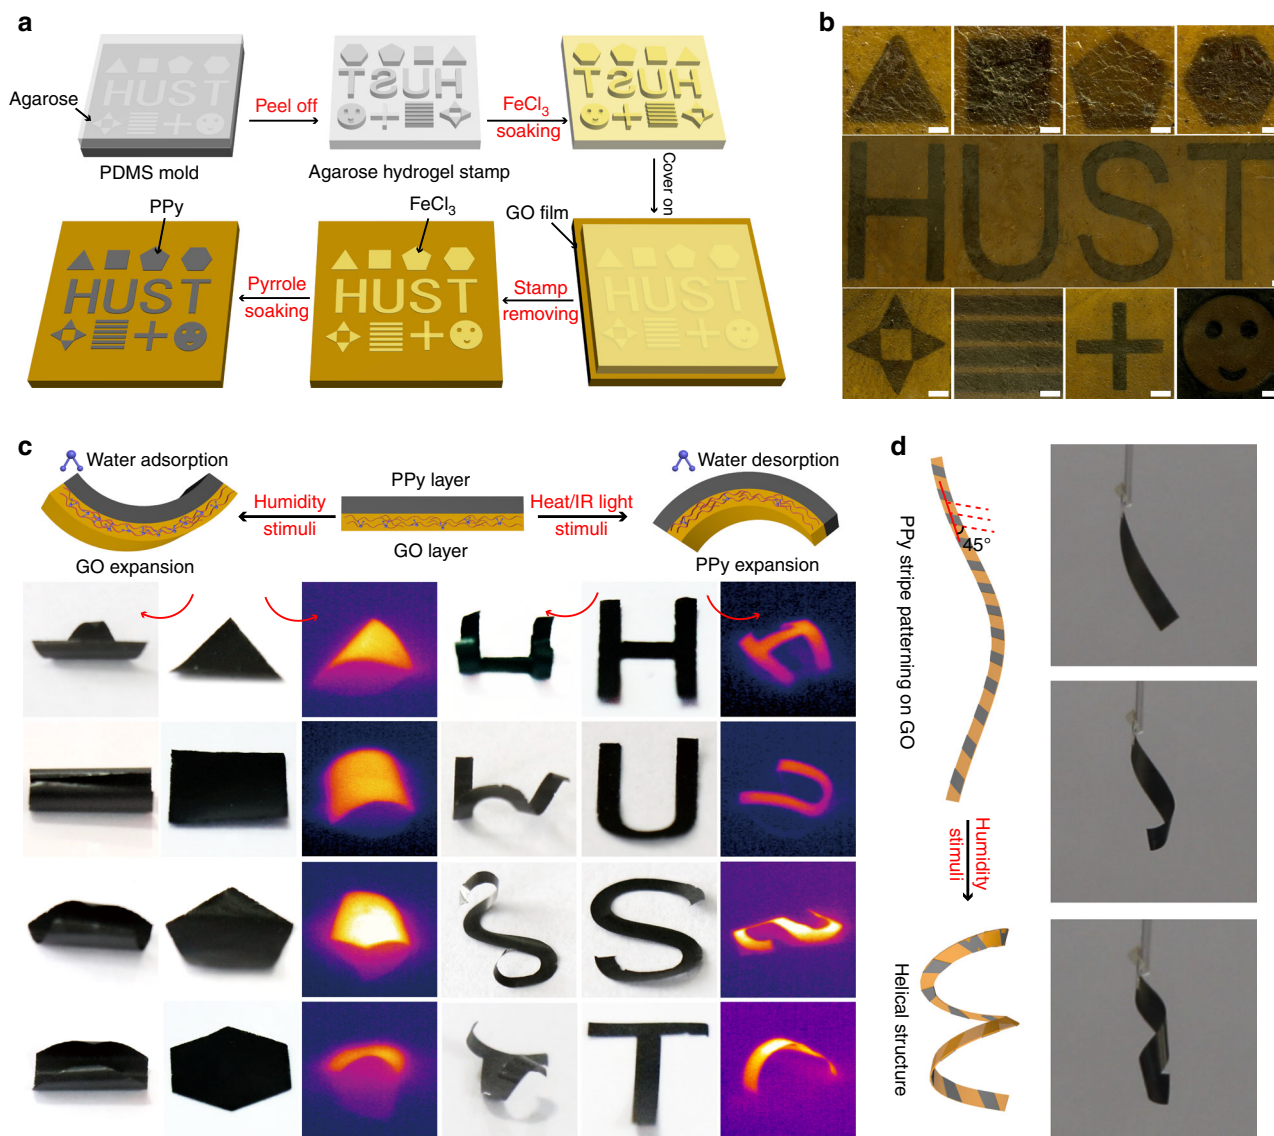 a
Agarose
HUST
PDMS mold
Peel off
HUST
Agarose hydrogel stamp
FeCl3
soaking
HUST
Cover on
GO film
HUST
Stamp
removing
FeCl3
HUST
Pyrrole
soaking
PPy
HUST
b
HUST
c
Water adsorption
GO expansion
Humidity
stimuli
PPy layer
GO layer
Heat/IR light
stimuli
Water desorption
PPy expansion
H
U
S
T
d
PPy stripe patterning on GO
45°
Humidity
stimuli
Helical structure